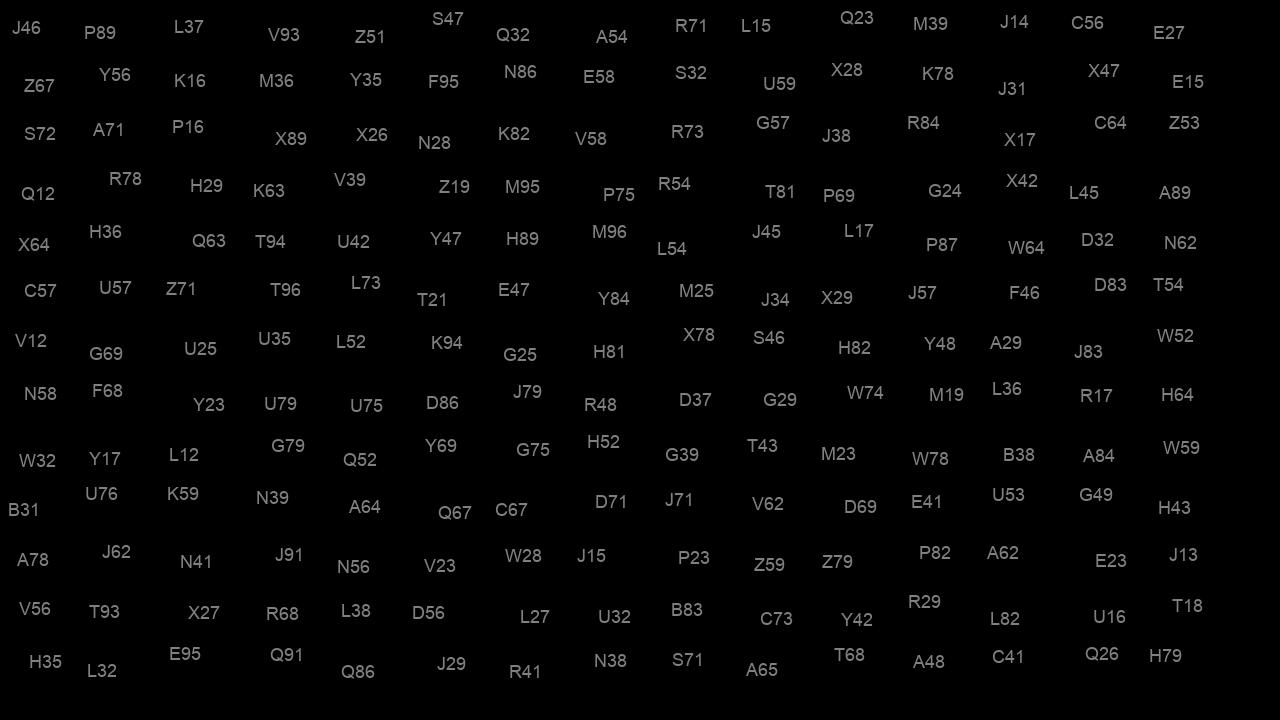 J46 P89 L37 V93 Z51 S47 Q32 A54 R71 L15 Q23 M39 J14 C56 E27
Z67 Y56 K16 M36 Y35 F95 N86 E58 S32 U59 X28 K78 J31 X47 E15
S72 A71 P16 X89 X26 N28 K82 V58 R73 G57 J38 R84 X17 C64 Z53
Q12 R78 H29 K63 V39 Z19 M95 P75 R54 T81 P69 G24 X42 L45 A89
X64 H36 Q63 T94 U42 Y47 H89 M96 L54 J45 L17 P87 W64 D32 N62
C57 U57 Z71 T96 L73 T21 E47 Y84 M25 J34 X29 J57 F46 D83 T54
V12 G69 U25 U35 L52 K94 G25 H81 X78 S46 H82 Y48 A29 J83 W52
N58 F68 Y23 U79 U75 D86 J79 R48 D37 G29 W74 M19 L36 R17 H64
W32 Y17 L12 G79 Q52 Y69 G75 H52 G39 T43 M23 W78 B38 A84 W59
B31 U76 K59 N39 A64 Q67 C67 D71 J71 V62 D69 E41 U53 G49 H43
A78 J62 N41 J91 N56 V23 W28 J15 P23 Z59 Z79 P82 A62 E23 J13
V56 T93 X27 R68 L38 D56 L27 U32 B83 C73 Y42 R29 L82 U16 T18
H35 L32 E95 Q91 Q86 J29 R41 N38 S71 A65 T68 A48 C41 Q26 H79